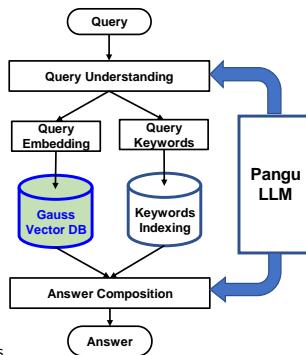 Query
Query Understanding
Query
Embedding
Query
Keywords
Pangu
LLM
Gauss
Vector DB
Keywords
Indexing
Answer Composition
Answer
s